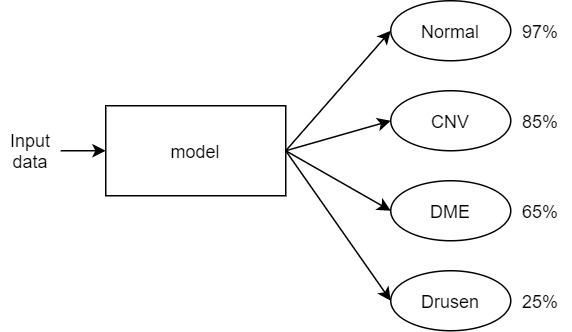 Normal 97%
CNV 85%
Input
data
model
DME 65%
Drusen 25%